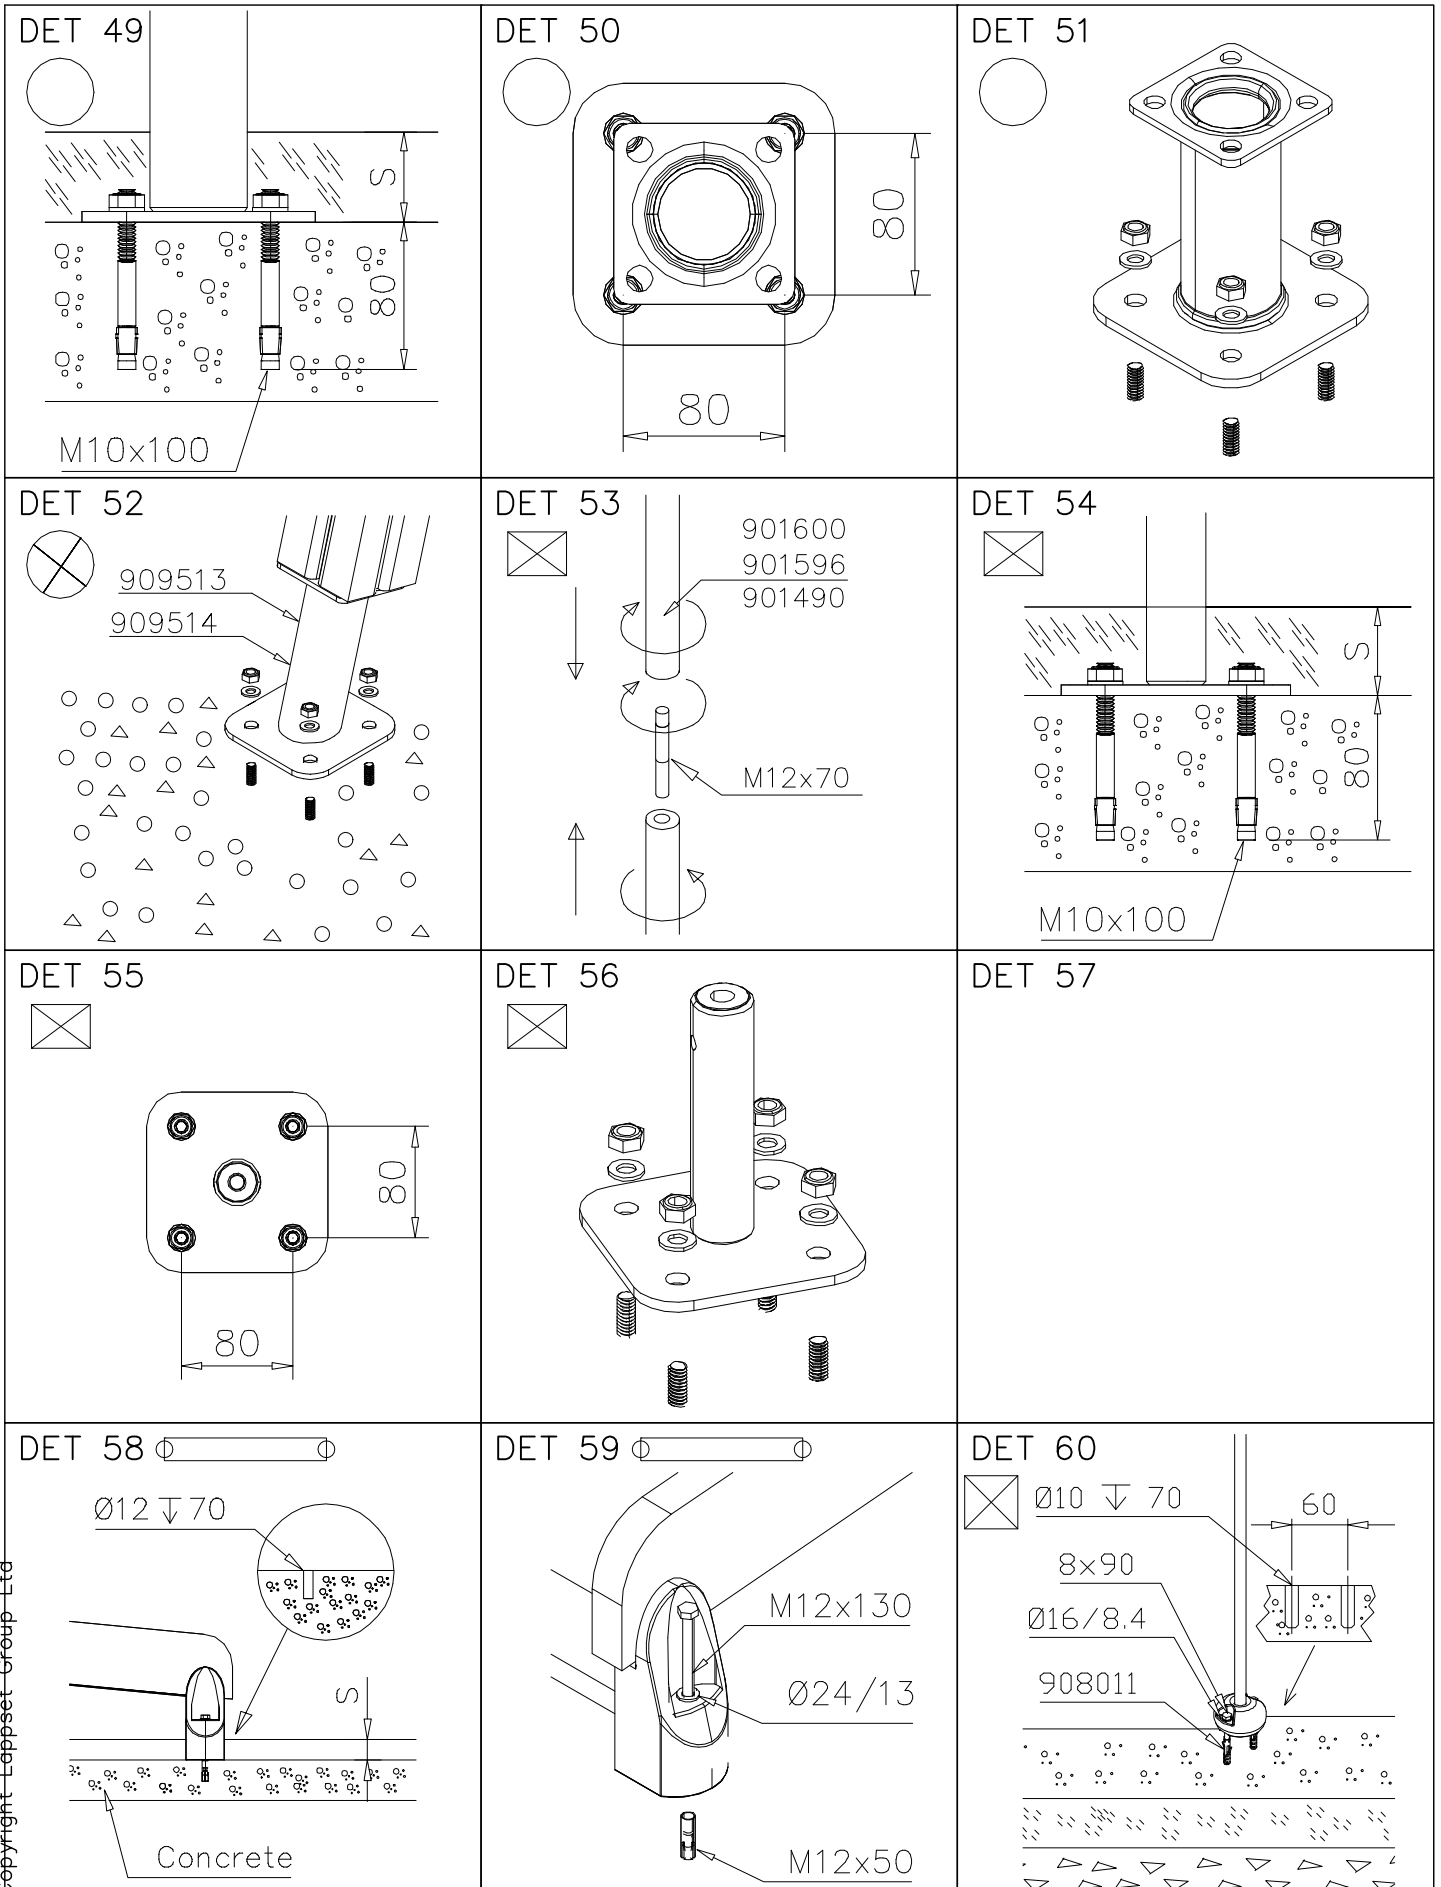 DET 49
S
80
M10x100
DET 50
80
80
DET 51
DET 52
909513
909514
DET 53
901600
901596
901490
M12x70
DET 54
S
80
M10x100
DET 55
80
80
DET 56
DET 57
DET 58
Ø12 ↧ 70
S
Concrete
DET 59
M12x130
Ø24/13
M12x50
DET 60
Ø10 ↧ 70
60
8x90
Ø16/8.4
908011
opyright Lappset Group Ltd